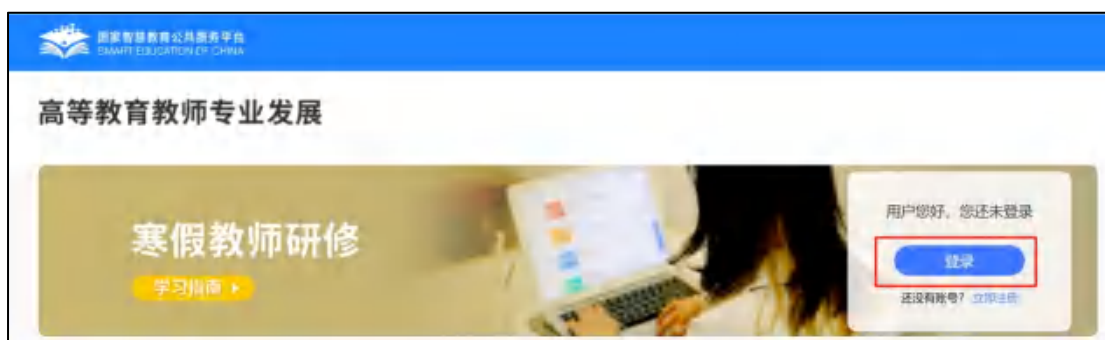 国家智慧教育公共服务平台
SMART EDUCATION OF CHINA
高等教育教师专业发展
寒假教师研修
学习指南
用户您好，您还未登录
登录
还没有账号？ 立即注册